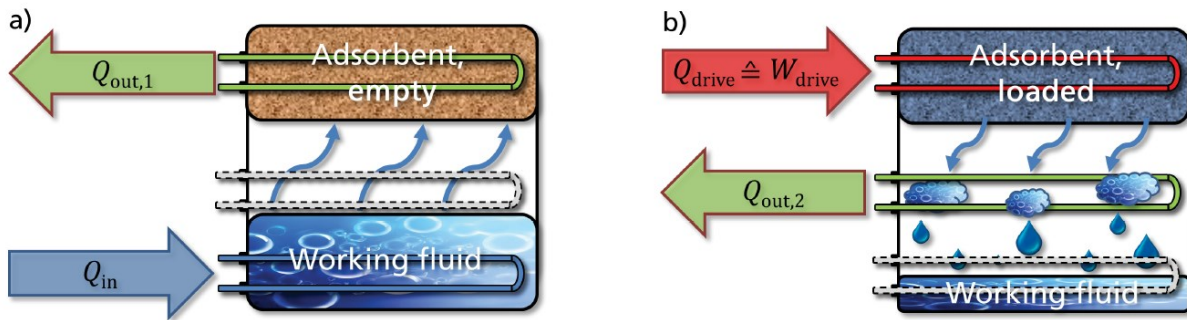 a)
Adsorbent,
empty
Q_out,1
Q_in
Working fluid
b)
Q_drive ≙ W_drive
Adsorbent,
loaded
Q_out,2
Working fluid